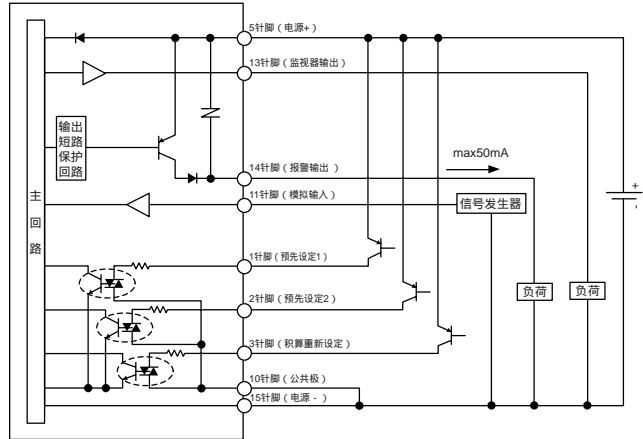 5针脚（电源+）
13针脚（监视器输出）
输出
短路
保护
回路
14针脚（报警输出）
max50mA
11针脚（模拟输入）
信号发生器
主
回
路
1针脚（预先设定1）
2针脚（预先设定2）
负荷
负荷
3针脚（积算重新设定）
10针脚（公共极）
15针脚（电源 - ）
+
-